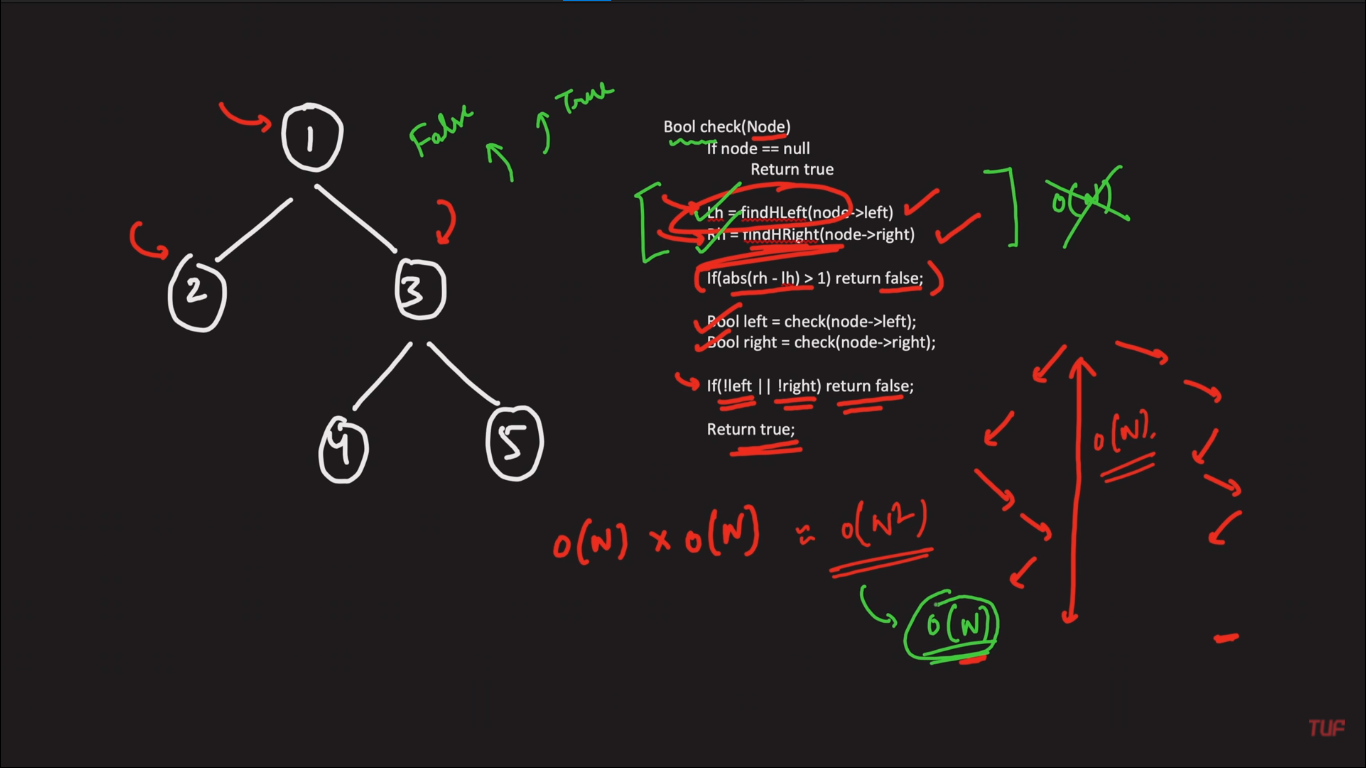 1
2
3
4
5
False
True
Bool check(Node)
If node == null
Return true
Lh = findHLeft(node->left)
Rh = findHRight(node->right)
O(N)
If(abs(rh - lh) > 1) return false;
Bool left = check(node->left);
Bool right = check(node->right);
If(!left || !right) return false;
Return true;
O(N).
O(N) × O(N) ≈ O(N²)
O(N)
TUF